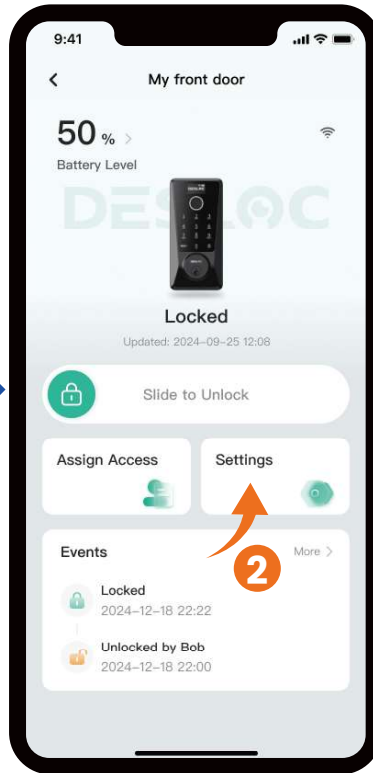 9:41
My front door
50 %
Battery Level
DESLOC
Locked
Updated: 2024-09-25 12:08
Slide to Unlock
Assign Access
Settings
2
Events
More
Locked
2024-12-18 22:22
Unlocked by Bob
2024-12-18 22:00